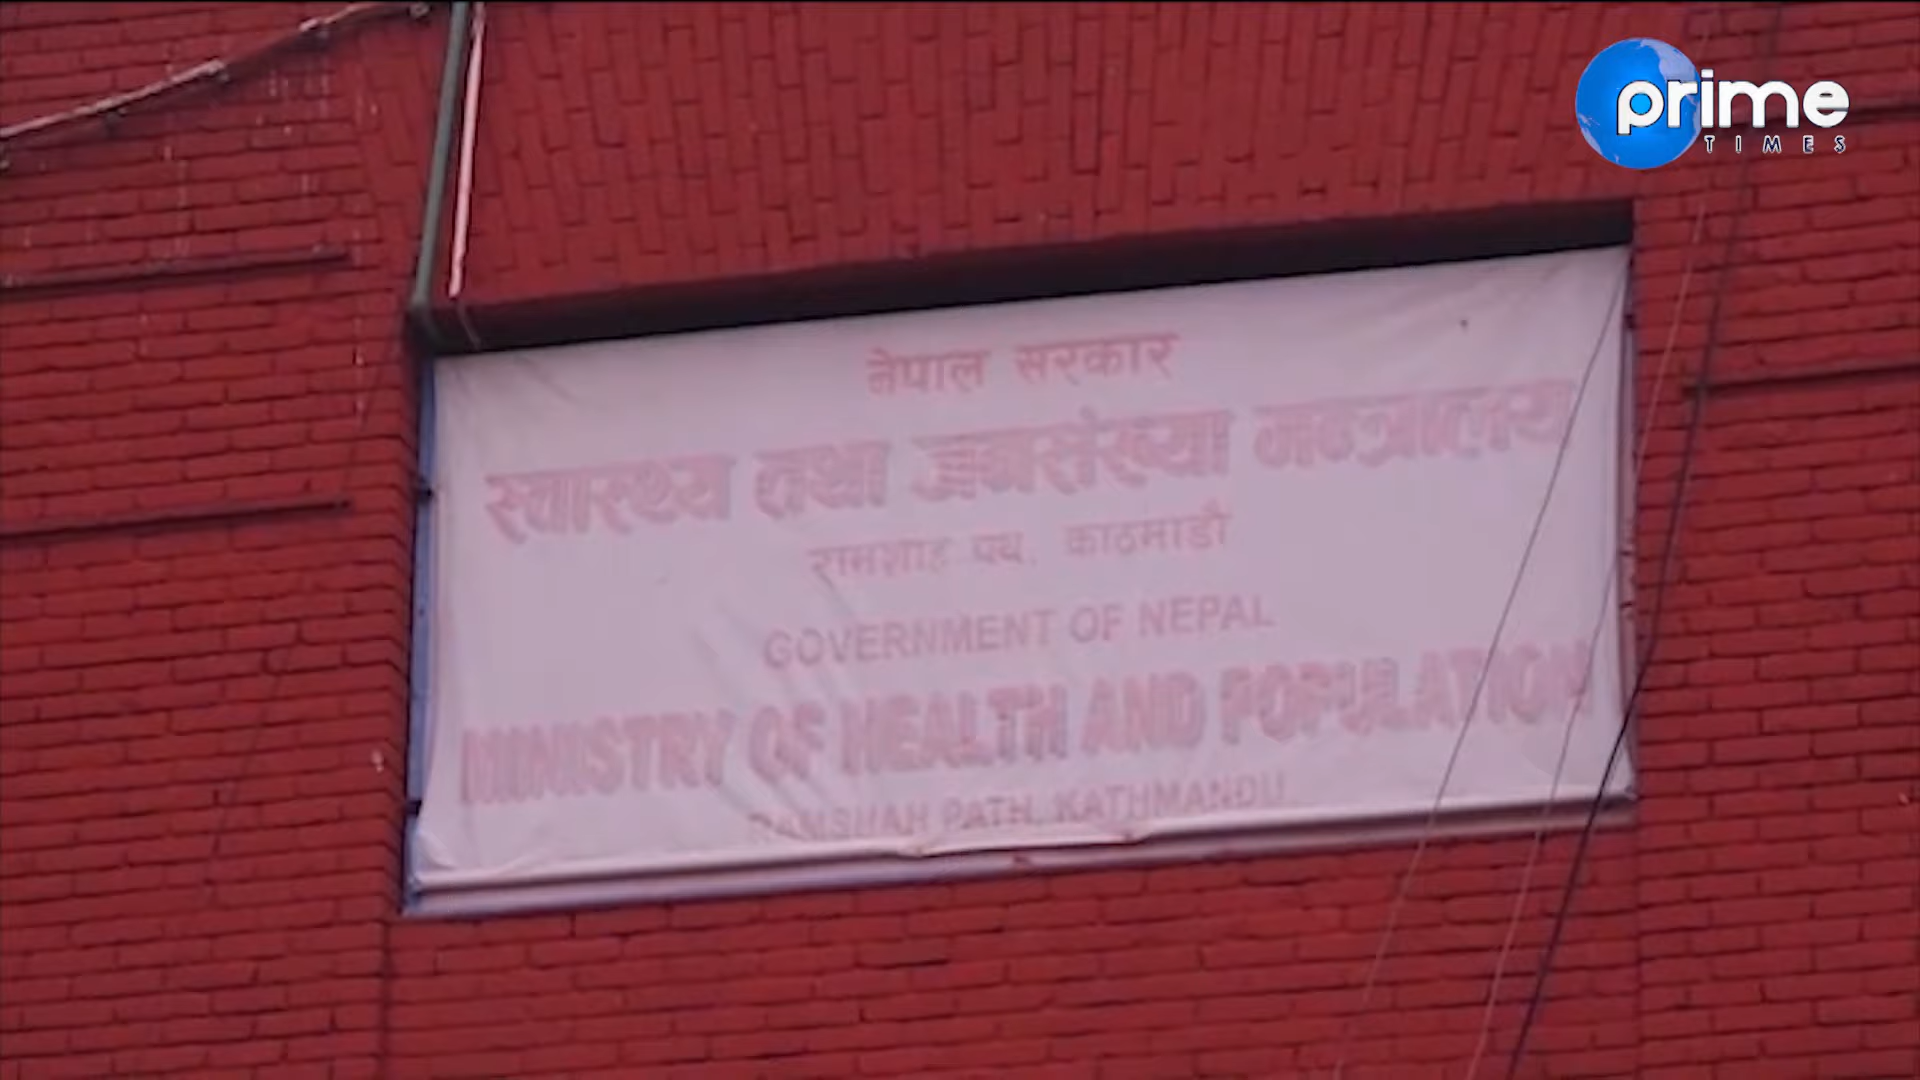 prime
TIMES
नेपाल सरकार
स्वास्थ्य तथा जनसंख्या मन्त्रालय
रामशाह पथ, काठमाडौं
GOVERNMENT OF NEPAL
MINISTRY OF HEALTH AND POPULATION
RAMSHAH PATH, KATHMANDU